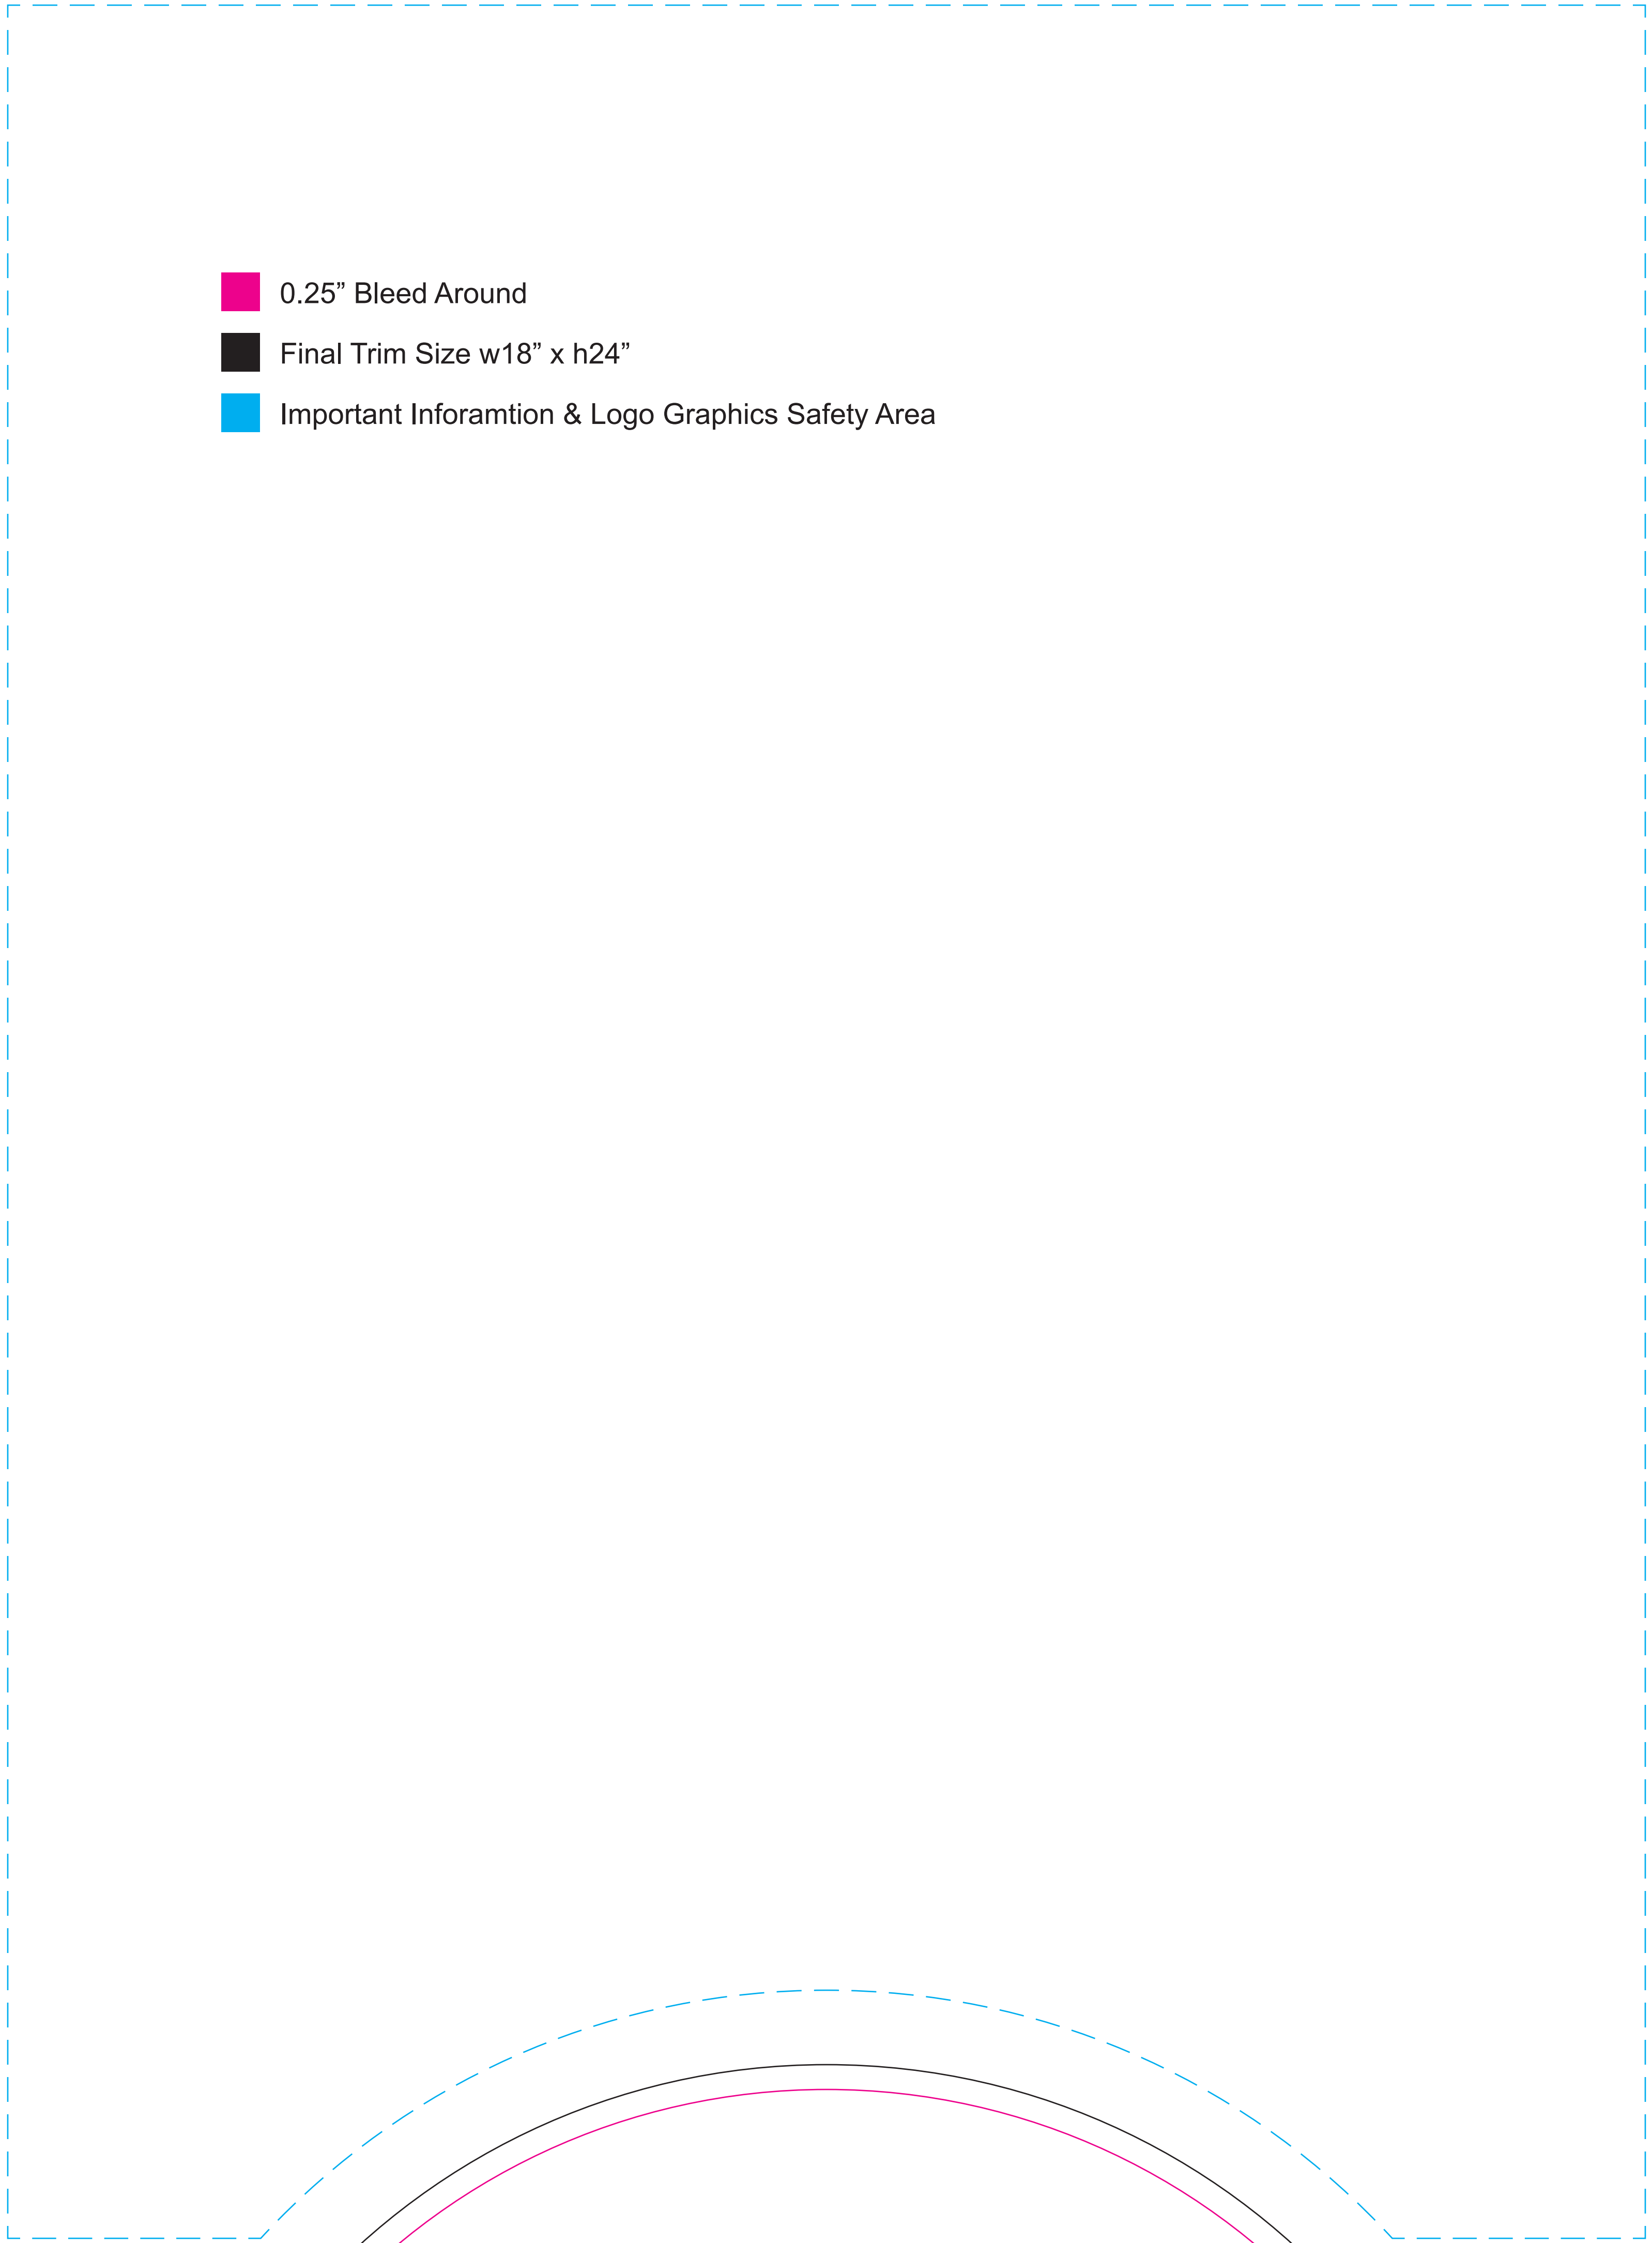 0.25” Bleed Around
Final Trim Size w18” x h24”
Important Inforamtion & Logo Graphics Safety Area